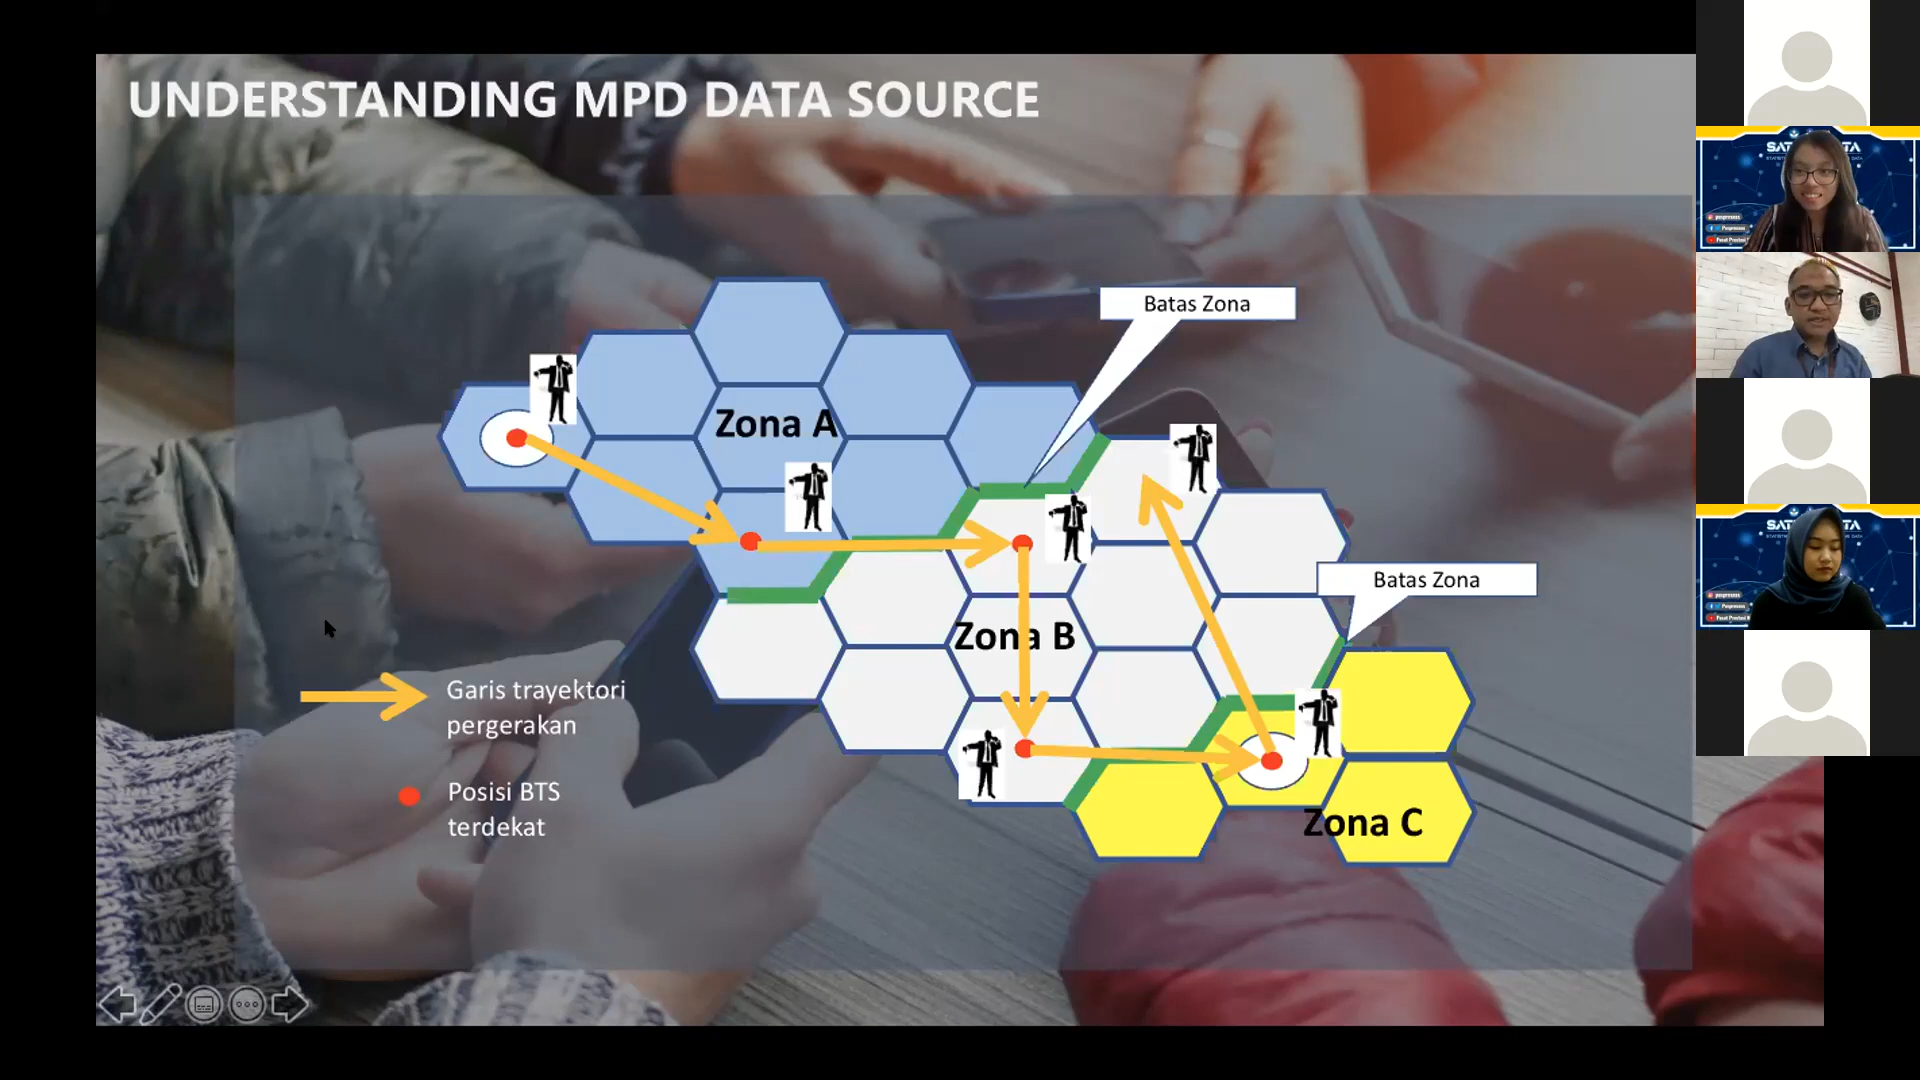 UNDERSTANDING MPD DATA SOURCE
Batas Zona
Zona A
Batas Zona
Zona B
Garis trayektori
pergerakan
Posisi BTS
terdekat
Zona C